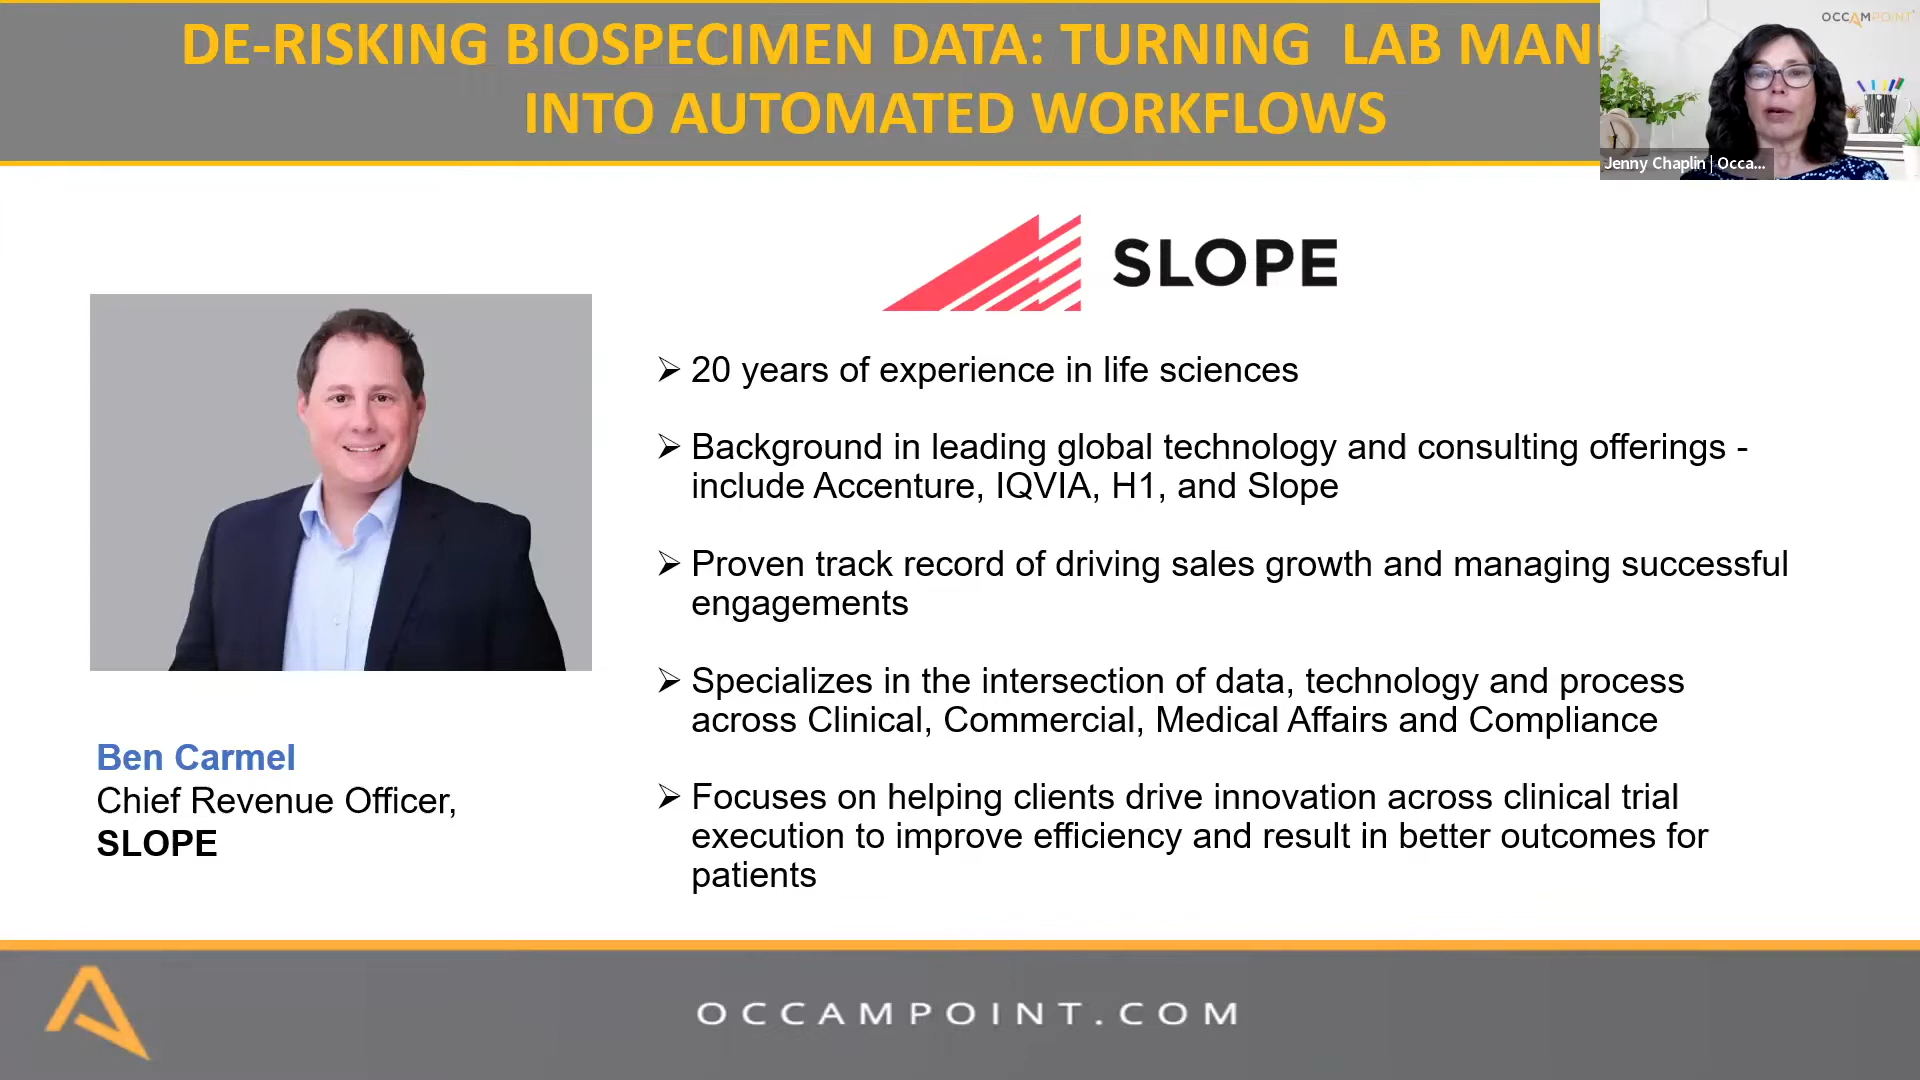 DE-RISKING BIOSPECIMEN DATA: TURNING LAB MAN
INTO AUTOMATED WORKFLOWS
OCCAMPOINT
Jenny Chaplin | Occa...
SLOPE
➢ 20 years of experience in life sciences
➢ Background in leading global technology and consulting offerings -
include Accenture, IQVIA, H1, and Slope
➢ Proven track record of driving sales growth and managing successful
engagements
➢ Specializes in the intersection of data, technology and process
across Clinical, Commercial, Medical Affairs and Compliance
➢ Focuses on helping clients drive innovation across clinical trial
execution to improve efficiency and result in better outcomes for
patients
Ben Carmel
Chief Revenue Officer,
SLOPE
OCCAMPOINT.COM